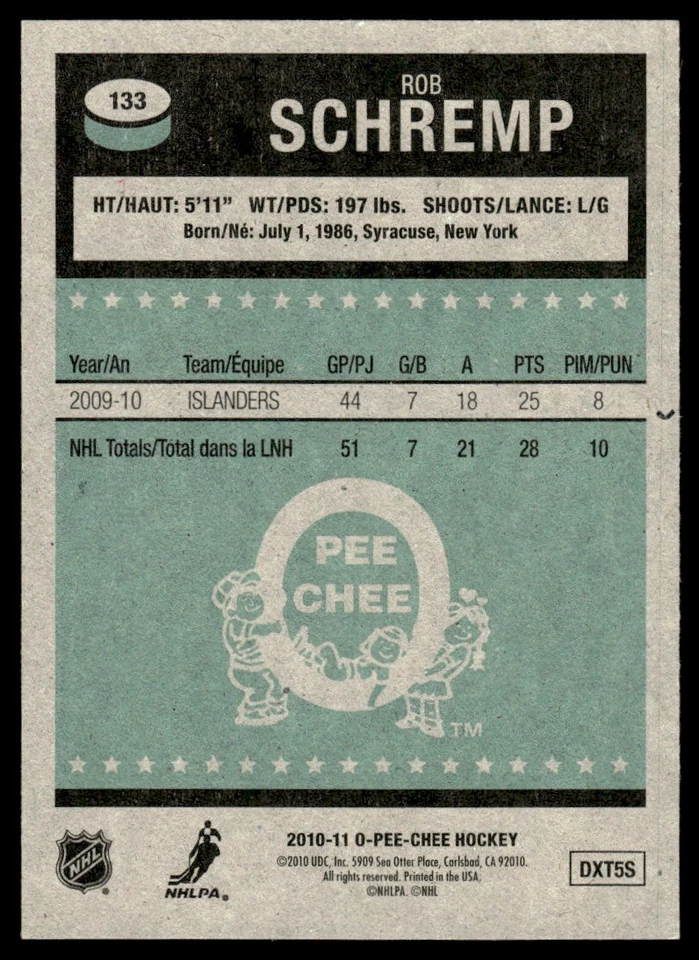 133
ROB
SCHREMP
HT/HAUT: 5'11" WT/PDS: 197 lbs. SHOOTS/LANCE: L/G
Born/Né: July 1, 1986, Syracuse, New York
Year/An Team/Équipe GP/PJ G/B A PTS PIM/PUN
2009-10 ISLANDERS 44 7 18 25 8
NHL Totals/Total dans la LNH 51 7 21 28 10
O
PEE
CHEE
TM
NHL
NHLPA®
2010-11 O-PEE-CHEE HOCKEY
©2010 UDC, Inc. 5909 Sea Otter Place, Carlsbad, CA 92010.
All rights reserved. Printed in the USA.
©NHLPA. ©NHL
DXT5S